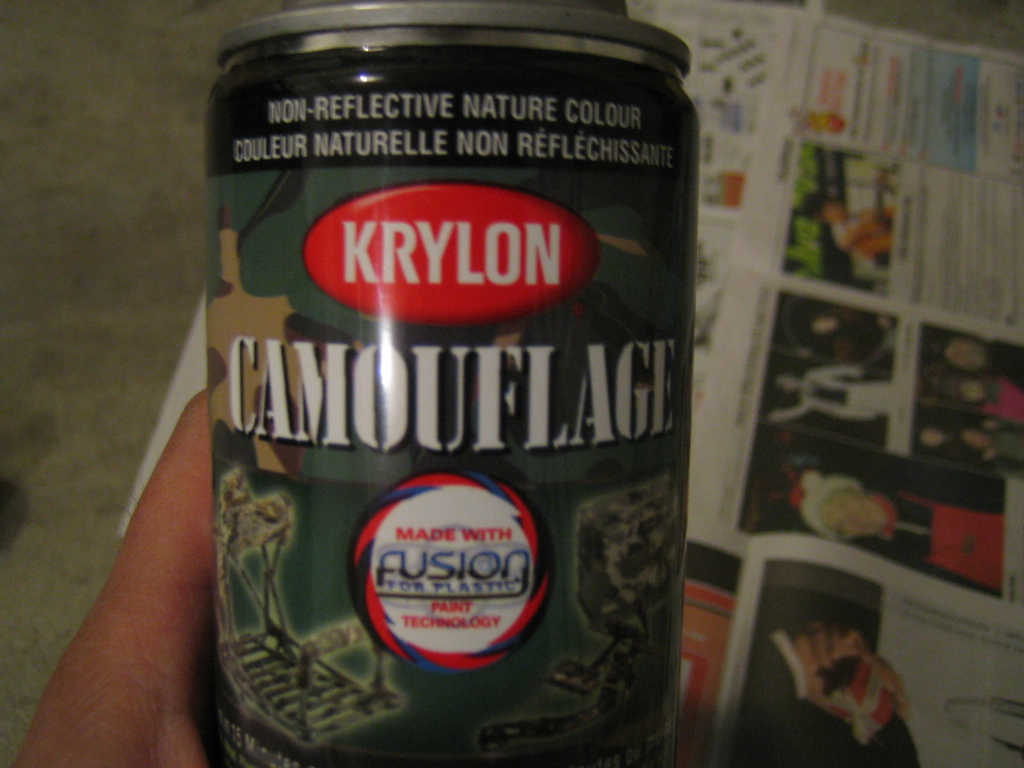 NON-REFLECTIVE NATURE COLOUR
COULEUR NATURELLE NON RÉFLÉCHISSANTE
KRYLON
CAMOUFLAGE
MADE WITH
FUSION
FOR PLASTIC
PAINT
TECHNOLOGY